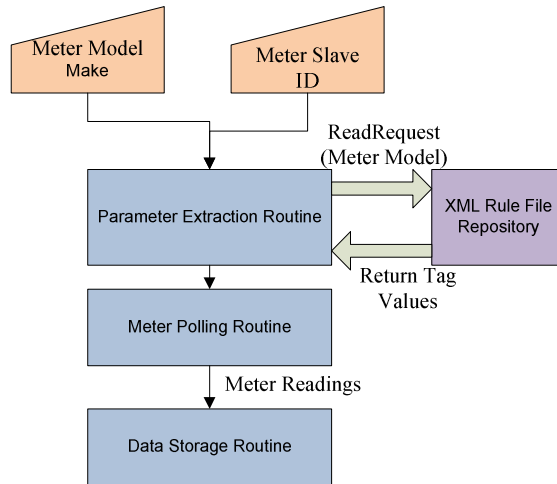 Meter Model
Make
Meter Slave
ID
ReadRequest
(Meter Model)
Parameter Extraction Routine
XML Rule File
Repository
Return Tag
Values
Meter Polling Routine
Meter Readings
Data Storage Routine